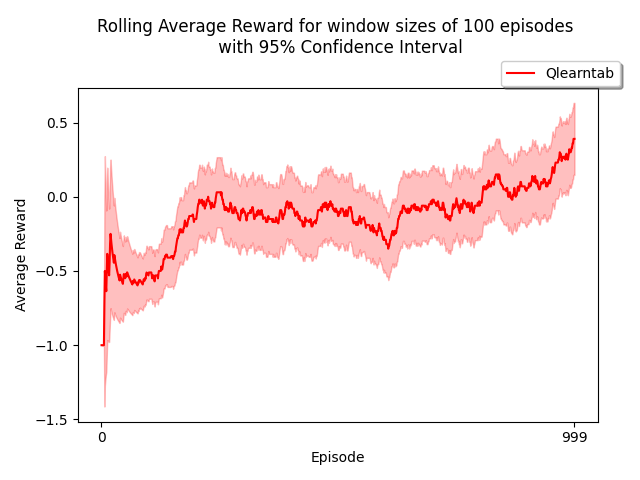 Rolling Average Reward for window sizes of 100 episodes
with 95% Confidence Interval
Qlearntab
0.5
0.0
−0.5
−1.0
−1.5
Average Reward
0 999
Episode